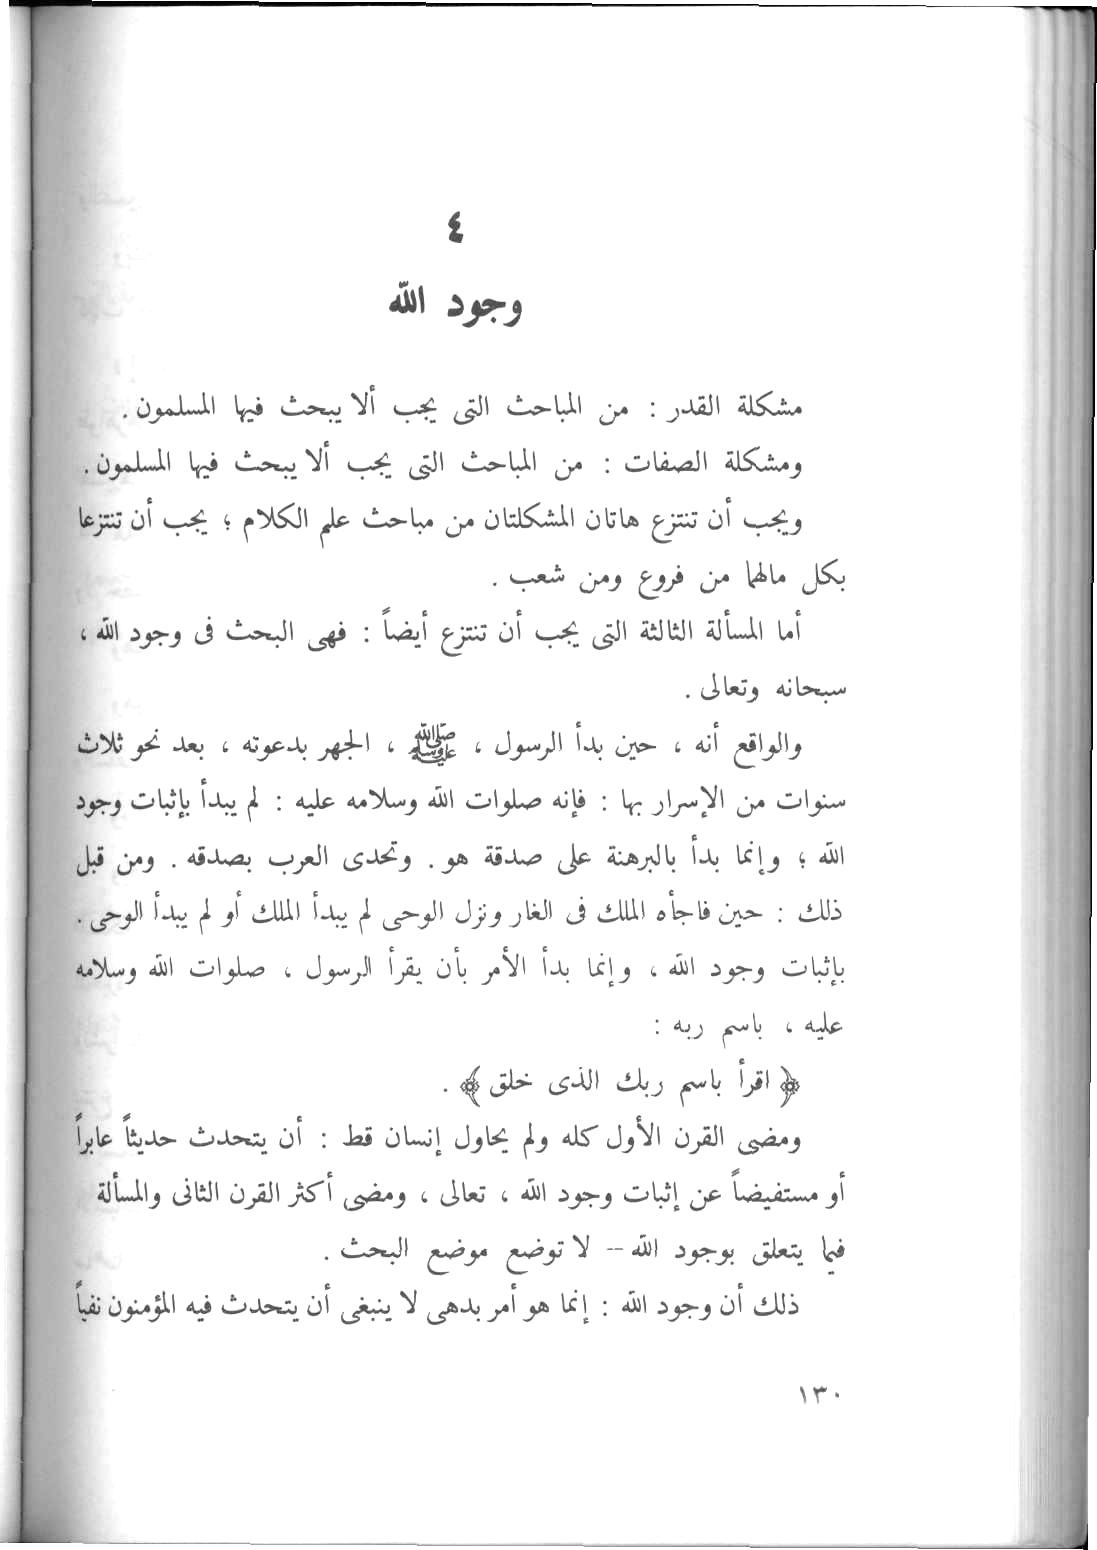 ٤
وجود الله
مشكلة القدر : من المباحث التى يجب ألا يبحث فيها المسلمون .
ومشكلة الصفات : من المباحث التى يجب ألا يبحث فيها المسلمون .
ويجب أن تنتزع هاتان المشكلتان من مباحث علم الكلام ؛ يجب أن تنتزعا
بكل مالهما من فروع ومن شعب .
أما المسألة الثالثة التى يجب أن تنتزع أيضاً : فهى البحث فى وجود الله ،
سبحانه وتعالى .
والواقع أنه ، حين بدأ الرسول ، ﷺ ، الجهر بدعوته ، بعد نحو ثلاث
سنوات من الإسرار بها : فإنه صلوات الله وسلامه عليه : لم يبدأ بإثبات وجود
الله ؛ وإنما بدأ بالبرهنة على صدقة هو . وتحدى العرب بصدقه . ومن قبل
ذلك : حين فاجأه الملك فى الغار ونزل الوحى لم يبدأ الملك أو لم يبدأ الوحى .
بإثبات وجود الله ، وإنما بدأ الأمر بأن يقرأ الرسول ، صلوات الله وسلامه
عليه ، باسم ربه :
﴿ اقرأ باسم ربك الذى خلق ﴾ .
ومضى القرن الأول كله ولم يحاول إنسان قط : أن يتحدث حديثاً عابراً
أو مستفيضاً عن إثبات وجود الله ، تعالى ، ومضى أكثر القرن الثانى والمسألة
فيما يتعلق بوجود الله -- لا توضع موضع البحث .
ذلك أن وجود الله : إنما هو أمر بدهى لا ينبغى أن يتحدث فيه المؤمنون نفياً
١٣٠